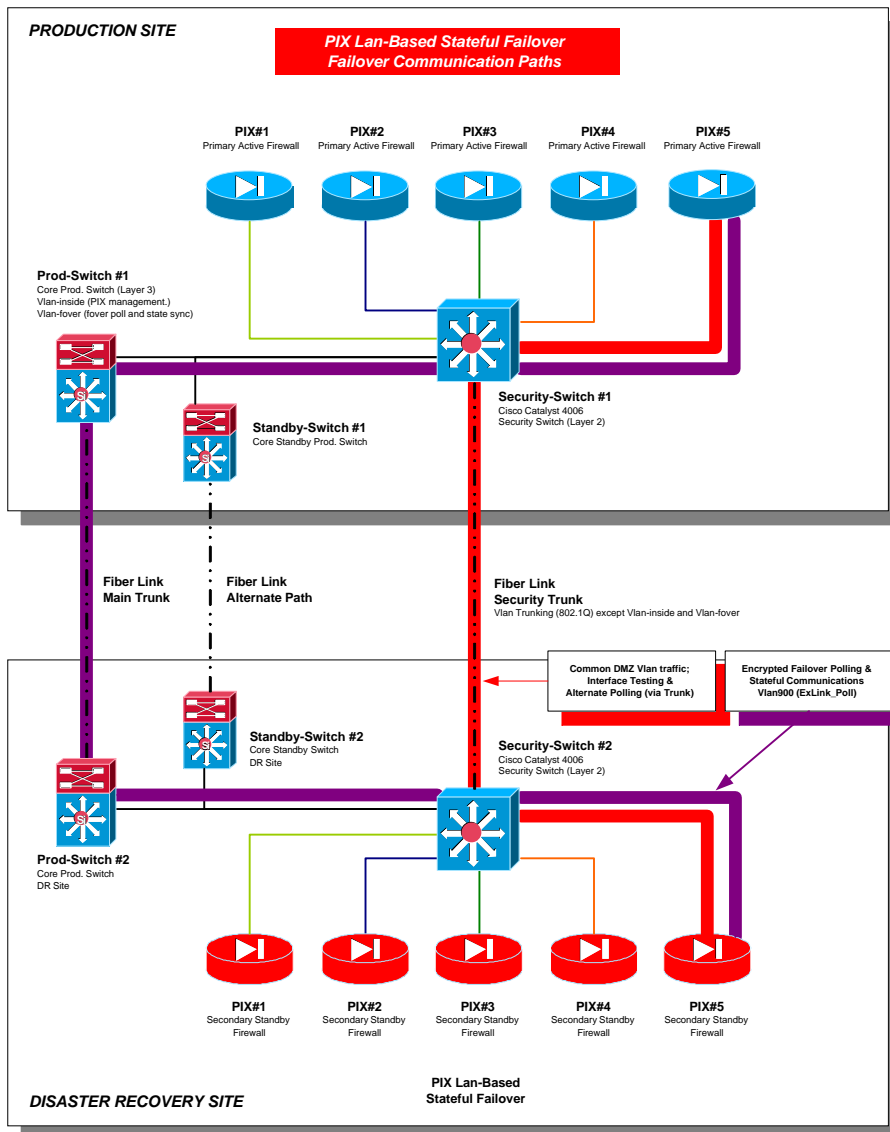 PRODUCTION SITE
PIX Lan-Based Stateful Failover
Failover Communication Paths
PIX#1
Primary Active Firewall
PIX#2
Primary Active Firewall
PIX#3
Primary Active Firewall
PIX#4
Primary Active Firewall
PIX#5
Primary Active Firewall
Prod-Switch #1
Core Prod. Switch (Layer 3)
Vlan-inside (PIX management.)
Vlan-fover (fover poll and state sync)
Si
Security-Switch #1
Cisco Catalyst 4006
Security Switch (Layer 2)
Standby-Switch #1
Core Standby Prod. Switch
Si
Fiber Link
Main Trunk
Fiber Link
Alternate Path
Fiber Link
Security Trunk
Vlan Trunking (802.1Q) except Vlan-inside and Vlan-fover
Common DMZ Vlan traffic;
Interface Testing &
Alternate Polling (via Trunk)
Encrypted Failover Polling &
Stateful Communications
Vlan900 (ExLink_Poll)
Standby-Switch #2
Core Standby Switch
DR Site
Si
Security-Switch #2
Cisco Catalyst 4006
Security Switch (Layer 2)
Si
Prod-Switch #2
Core Prod. Switch
DR Site
PIX#1
Secondary Standby
Firewall
PIX#2
Secondary Standby
Firewall
PIX#3
Secondary Standby
Firewall
PIX#4
Secondary Standby
Firewall
PIX#5
Secondary Standby
Firewall
PIX Lan-Based
Stateful Failover
DISASTER RECOVERY SITE